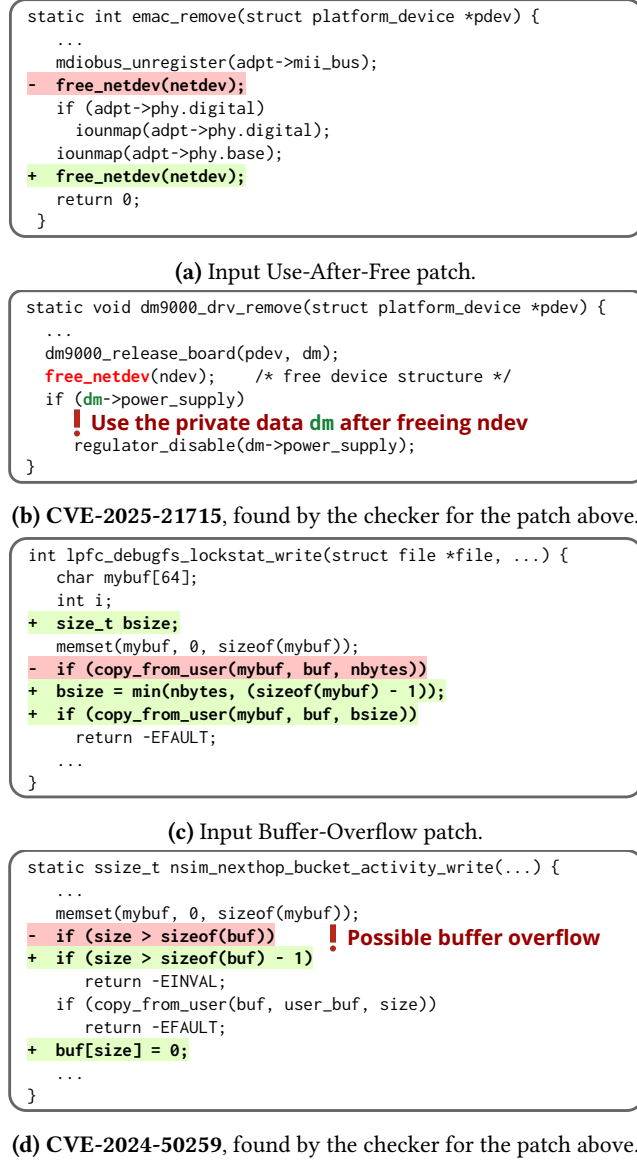 static int emac_remove(struct platform_device *pdev) {
...
mdiobus_unregister(adpt->mii_bus);
- free_netdev(netdev);
if (adpt->phy.digital)
iounmap(adpt->phy.digital);
iounmap(adpt->phy.base);
+ free_netdev(netdev);
return 0;
}
(a) Input Use-After-Free patch.
static void dm9000_drv_remove(struct platform_device *pdev) {
...
dm9000_release_board(pdev, dm);
free_netdev(ndev); /* free device structure */
if (dm->power_supply)
! Use the private data dm after freeing ndev
regulator_disable(dm->power_supply);
}
(b) CVE-2025-21715, found by the checker for the patch above.
int lpfc_debugfs_lockstat_write(struct file *file, ...) {
char mybuf[64];
int i;
+ size_t bsize;
memset(mybuf, 0, sizeof(mybuf));
- if (copy_from_user(mybuf, buf, nbytes))
+ bsize = min(nbytes, (sizeof(mybuf) - 1));
+ if (copy_from_user(mybuf, buf, bsize))
return -EFAULT;
...
}
(c) Input Buffer-Overflow patch.
static ssize_t nsim_nexthop_bucket_activity_write(...) {
...
memset(mybuf, 0, sizeof(mybuf));
- if (size > sizeof(buf)) ! Possible buffer overflow
+ if (size > sizeof(buf) - 1)
return -EINVAL;
if (copy_from_user(buf, user_buf, size))
return -EFAULT;
+ buf[size] = 0;
...
}
(d) CVE-2024-50259, found by the checker for the patch above.